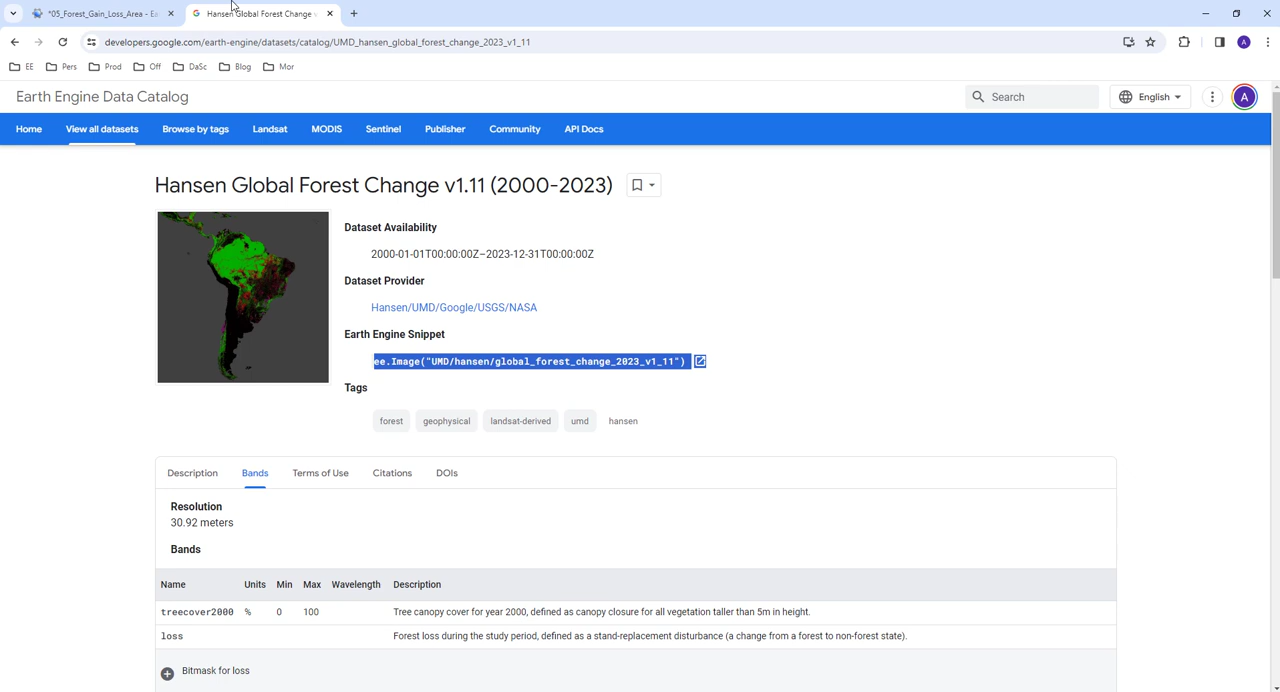 *05_Forest_Gain_Loss_Area - Ea
Hansen Global Forest Change v
developers.google.com/earth-engine/datasets/catalog/UMD_hansen_global_forest_change_2023_v1_11
EE Pers Prod Off DaSc Blog Mor
Earth Engine Data Catalog
Search
English
A
Home View all datasets Browse by tags Landsat MODIS Sentinel Publisher Community API Docs
Hansen Global Forest Change v1.11 (2000-2023)
Dataset Availability
2000-01-01T00:00:00Z–2023-12-31T00:00:00Z
Dataset Provider
Hansen/UMD/Google/USGS/NASA
Earth Engine Snippet
ee.Image("UMD/hansen/global_forest_change_2023_v1_11")
Tags
forest geophysical landsat-derived umd hansen
Description Bands Terms of Use Citations DOIs
Resolution
30.92 meters
Bands
Name Units Min Max Wavelength Description
treecover2000 % 0 100 Tree canopy cover for year 2000, defined as canopy closure for all vegetation taller than 5m in height.
loss Forest loss during the study period, defined as a stand-replacement disturbance (a change from a forest to non-forest state).
Bitmask for loss